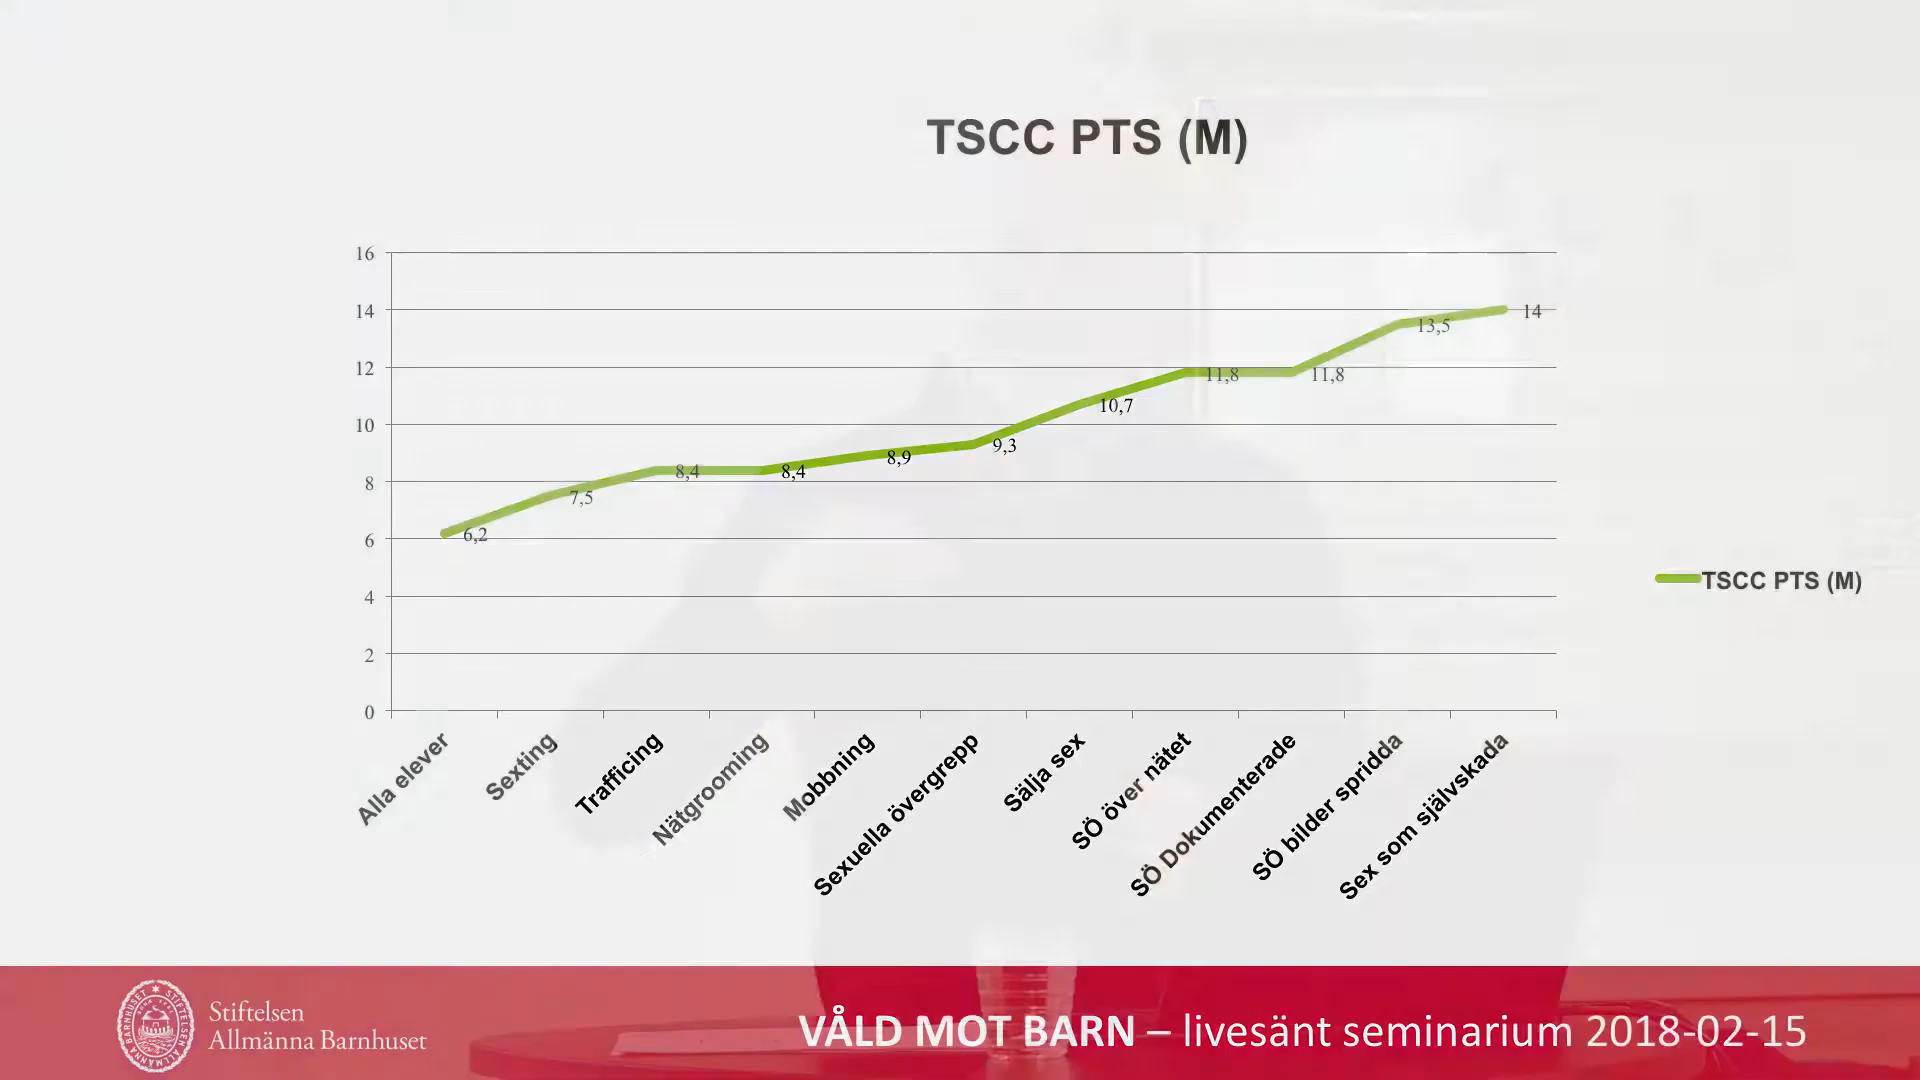 TSCC PTS (M)
16
14
12
10
8
6
4
2
0
6,2
7,5
8,4
8,4
8,9
9,3
10,7
11,8
11,8
13,5
14
TSCC PTS (M)
Alla elever
Sexting
Trafficing
Nätgrooming
Mobbning
Sexuella övergrepp
Sälja sex
SÖ över nätet
SÖ Dokumenterade
SÖ bilder spridda
Sex som självskada
Stiftelsen
Allmänna Barnhuset
VÅLD MOT BARN – livesänt seminarium 2018-02-15